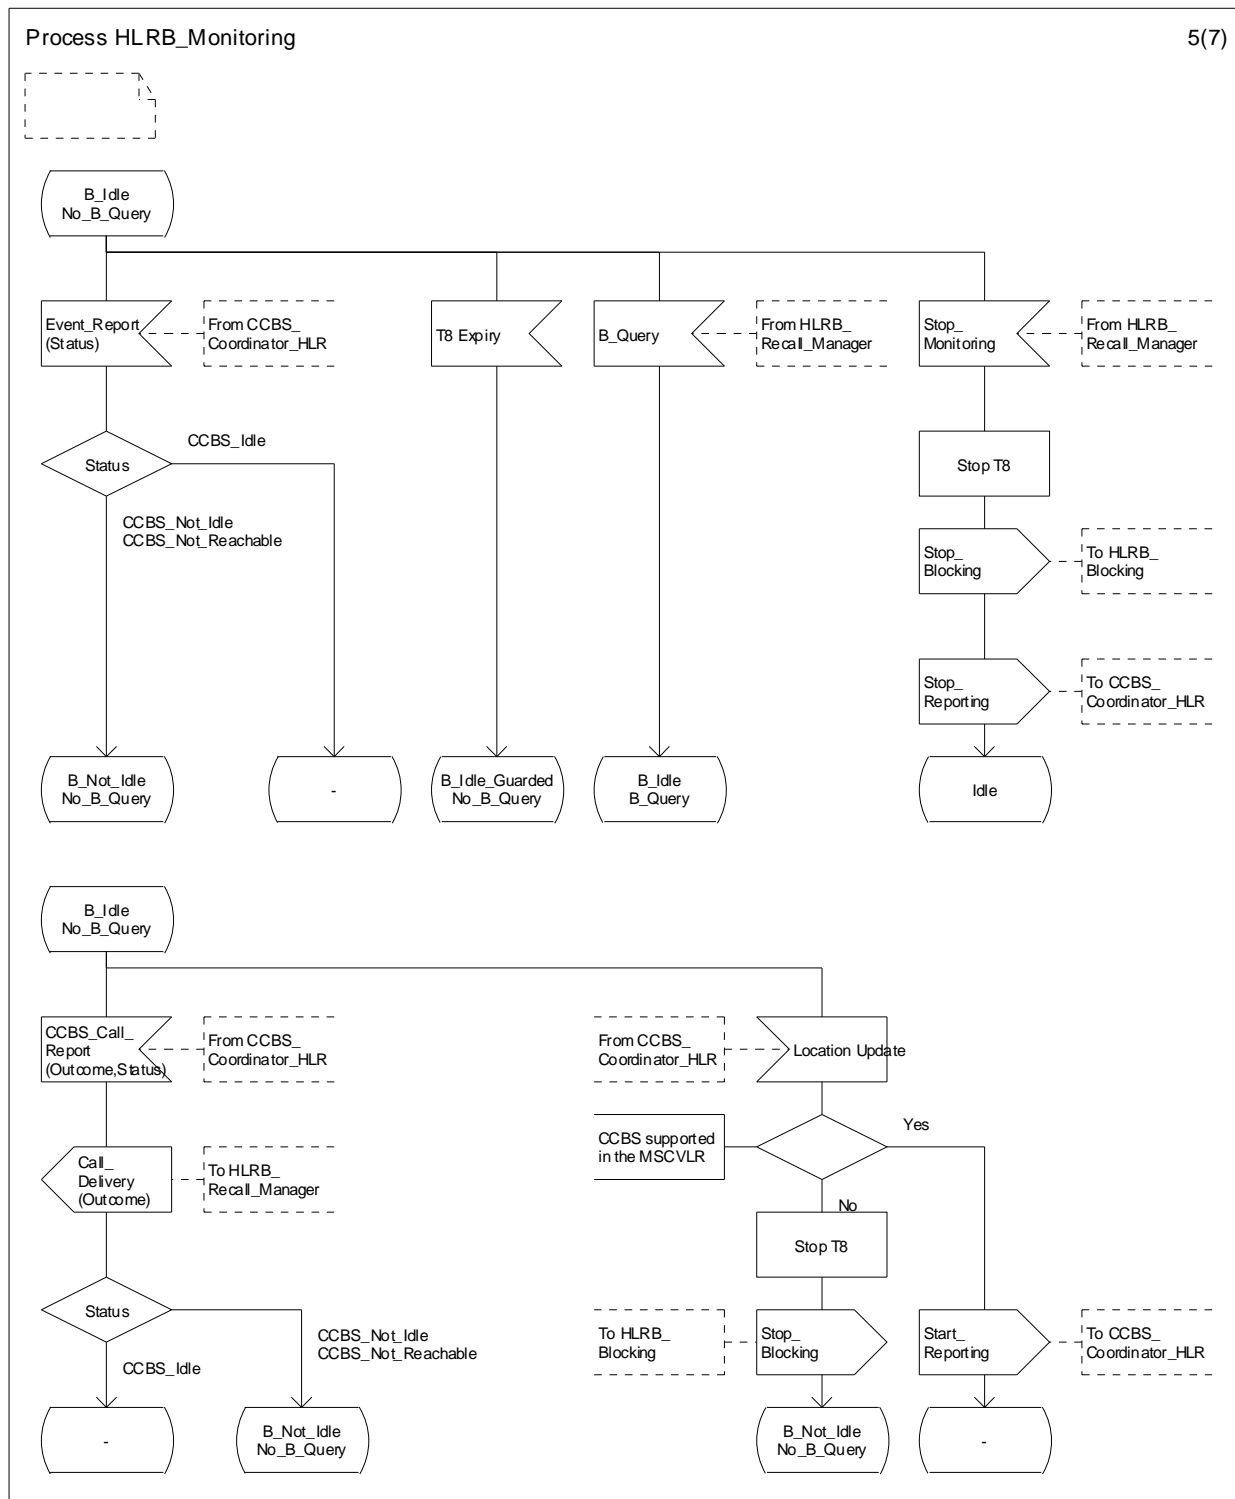 Process HLRB_Monitoring
5(7)
B_Idle
No_B_Query
Event_Report
(Status)
From CCBS_
Coordinator_HLR
T8 Expiry
B_Query
From HLRB_
Recall_Manager
Stop_
Monitoring
From HLRB_
Recall_Manager
CCBS_Idle
Status
Stop T8
CCBS_Not_Idle
CCBS_Not_Reachable
Stop_
Blocking
To HLRB_
Blocking
Stop_
Reporting
To CCBS_
Coordinator_HLR
B_Not_Idle
No_B_Query
-
B_Idle_Guarded
No_B_Query
B_Idle
B_Query
Idle
B_Idle
No_B_Query
CCBS_Call_
Report
(Outcome,Status)
From CCBS_
Coordinator_HLR
From CCBS_
Coordinator_HLR
Location Update
Yes
CCBS supported
in the MSCVLR
Call_
Delivery
(Outcome)
To HLRB_
Recall_Manager
No
Stop T8
Status
CCBS_Not_Idle
CCBS_Not_Reachable
CCBS_Idle
To HLRB_
Blocking
Stop_
Blocking
Start_
Reporting
To CCBS_
Coordinator_HLR
-
B_Not_Idle
No_B_Query
B_Not_Idle
No_B_Query
-